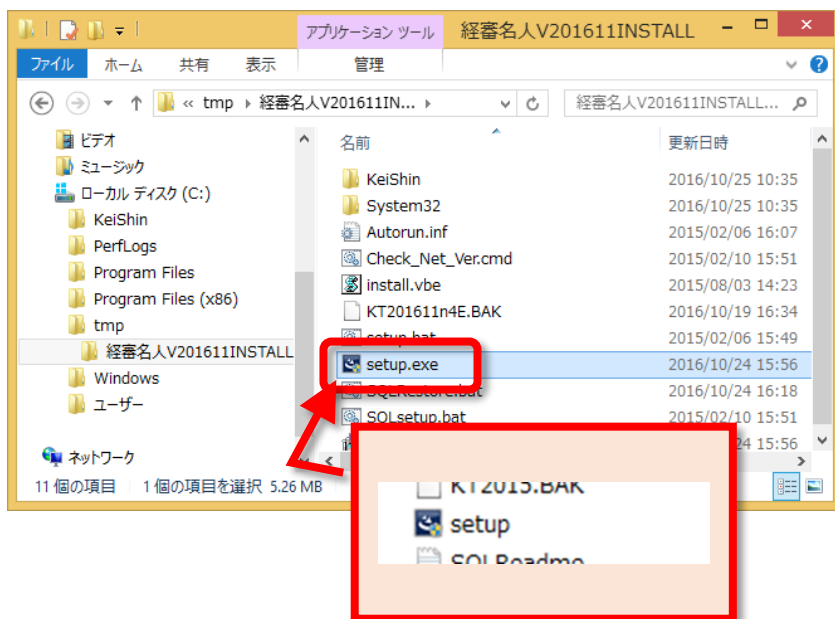 アプリケーション ツール
経審名人V201611INSTALL
ファイル
ホーム
共有
表示
管理
« tmp ▸ 経審名人V201611IN... ▸
経審名人V201611INSTALL...
ビデオ
ミュージック
ローカル ディスク (C:)
KeiShin
PerfLogs
Program Files
Program Files (x86)
tmp
経審名人V201611INSTALL
Windows
ユーザー
ネットワーク
名前
更新日時
KeiShin 2016/10/25 10:35
System32 2016/10/25 10:35
Autorun.inf 2015/02/06 16:07
Check_Net_Ver.cmd 2015/02/10 15:51
install.vbe 2015/08/03 14:23
KT201611n4E.BAK 2016/10/19 16:34
setup.bat 2015/02/06 15:49
setup.exe 2016/10/24 15:56
SQLRestore.bat 2016/10/24 16:18
SQLsetup.bat 2015/02/10 15:51
24 15:56
11 個の項目
1 個の項目を選択 5.26 MB
KT2015.BAK
setup
SQLReadme